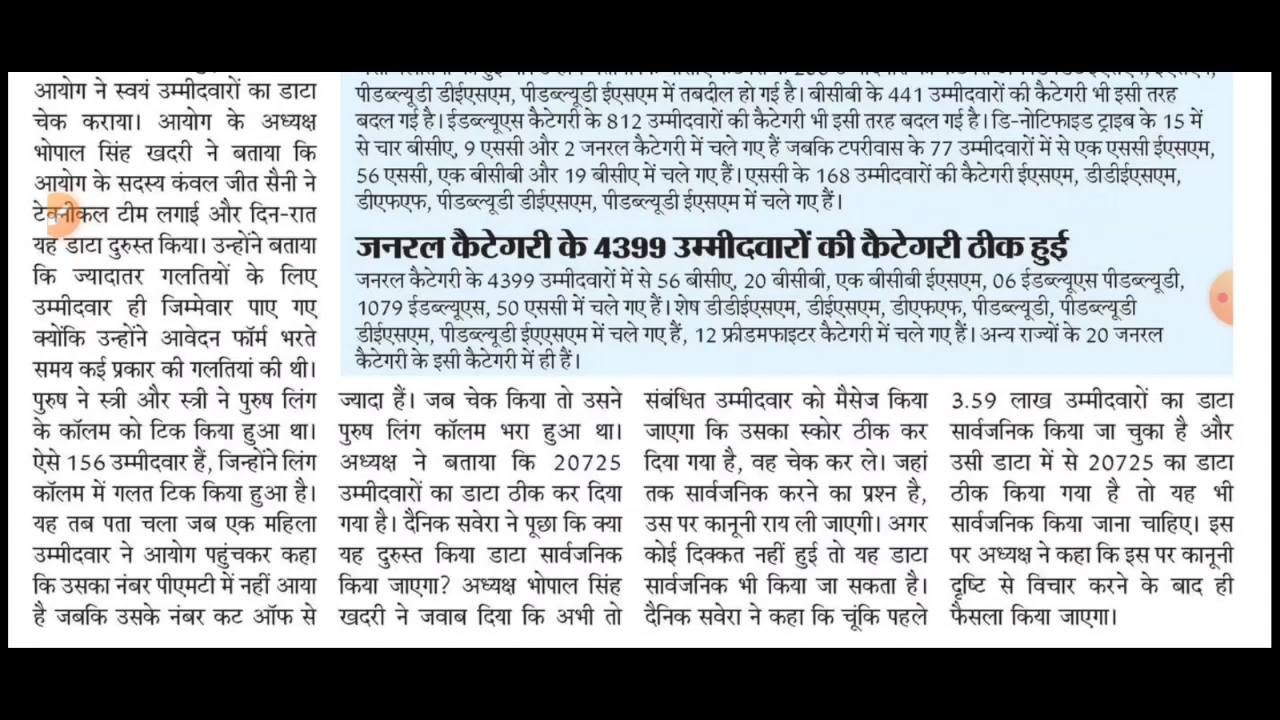 आयोग ने स्वयं उम्मीदवारों का डाटा
चेक कराया। आयोग के अध्यक्ष
भोपाल सिंह खदरी ने बताया कि
आयोग के सदस्य कंवल जीत सैनी ने
टेक्नीकल टीम लगाई और दिन-रात
यह डाटा दुरुस्त किया। उन्होंने बताया
कि ज्यादातर गलतियों के लिए
उम्मीदवार ही जिम्मेवार पाए गए
क्योंकि उन्होंने आवेदन फॉर्म भरते
समय कई प्रकार की गलतियां की थी।
पुरुष ने स्त्री और स्त्री ने पुरुष लिंग
के कॉलम को टिक किया हुआ था।
ऐसे 156 उम्मीदवार हैं, जिन्होंने लिंग
कॉलम में गलत टिक किया हुआ है।
यह तब पता चला जब एक महिला
उम्मीदवार ने आयोग पहुंचकर कहा
कि उसका नंबर पीएमटी में नहीं आया
है जबकि उसके नंबर कट ऑफ से
पीडब्ल्यूडी डीईएसएम, पीडब्ल्यूडी ईएसएम में तबदील हो गई है। बीसीबी के 441 उम्मीदवारों की कैटेगरी भी इसी तरह
बदल गई है। ईडब्ल्यूएस कैटेगरी के 812 उम्मीदवारों की कैटेगरी भी इसी तरह बदल गई है। डि-नोटिफाइड ट्राइब के 15 में
से चार बीसीए, 9 एससी और 2 जनरल कैटेगरी में चले गए हैं जबकि टपरीवास के 77 उम्मीदवारों में से एक एससी ईएसएम,
56 एससी, एक बीसीबी और 19 बीसीए में चले गए हैं। एससी के 168 उम्मीदवारों की कैटेगरी ईएसएम, डीडीईएसएम,
डीएफएफ, पीडब्ल्यूडी डीईएसएम, पीडब्ल्यूडी ईएसएम में चले गए हैं।
जनरल कैटेगरी के 4399 उम्मीदवारों की कैटेगरी ठीक हुई
जनरल कैटेगरी के 4399 उम्मीदवारों में से 56 बीसीए, 20 बीसीबी, एक बीसीबी ईएसएम, 06 ईडब्ल्यूएस पीडब्ल्यूडी,
1079 ईडब्ल्यूएस, 50 एससी में चले गए हैं। शेष डीडीईएसएम, डीईएसएम, डीएफएफ, पीडब्ल्यूडी, पीडब्ल्यूडी
डीईएसएम, पीडब्ल्यूडी ईएएसएम में चले गए हैं, 12 फ्रीडमफाइटर कैटेगरी में चले गए हैं। अन्य राज्यों के 20 जनरल
कैटेगरी के इसी कैटेगरी में ही हैं।
ज्यादा हैं। जब चेक किया तो उसने
पुरुष लिंग कॉलम भरा हुआ था।
अध्यक्ष ने बताया कि 20725
उम्मीदवारों का डाटा ठीक कर दिया
गया है। दैनिक सवेरा ने पूछा कि क्या
यह दुरुस्त किया डाटा सार्वजनिक
किया जाएगा? अध्यक्ष भोपाल सिंह
खदरी ने जवाब दिया कि अभी तो
संबंधित उम्मीदवार को मैसेज किया
जाएगा कि उसका स्कोर ठीक कर
दिया गया है, वह चेक कर ले। जहां
तक सार्वजनिक करने का प्रश्न है,
उस पर कानूनी राय ली जाएगी। अगर
कोई दिक्कत नहीं हुई तो यह डाटा
सार्वजनिक भी किया जा सकता है।
दैनिक सवेरा ने कहा कि चूंकि पहले
3.59 लाख उम्मीदवारों का डाटा
सार्वजनिक किया जा चुका है और
उसी डाटा में से 20725 का डाटा
ठीक किया गया है तो यह भी
सार्वजनिक किया जाना चाहिए। इस
पर अध्यक्ष ने कहा कि इस पर कानूनी
दृष्टि से विचार करने के बाद ही
फैसला किया जाएगा।